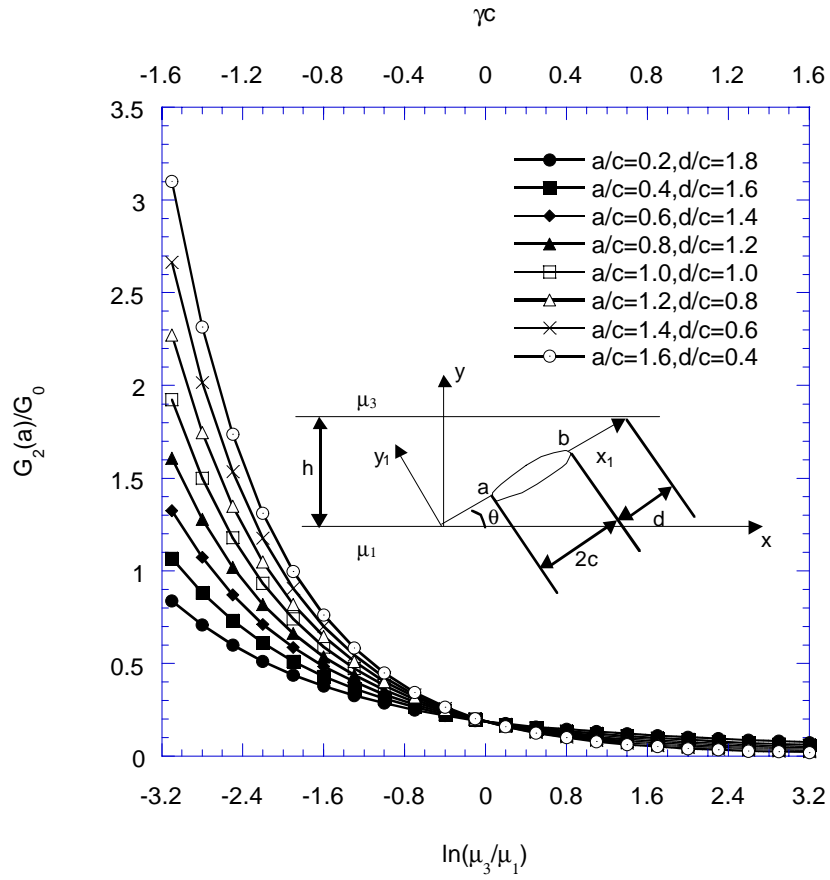 γc
-1.6 -1.2 -0.8 -0.4 0 0.4 0.8 1.2 1.6
3.5
3
2.5
2
1.5
1
0.5
0
G2(a)/G0
a/c=0.2,d/c=1.8
a/c=0.4,d/c=1.6
a/c=0.6,d/c=1.4
a/c=0.8,d/c=1.2
a/c=1.0,d/c=1.0
a/c=1.2,d/c=0.8
a/c=1.4,d/c=0.6
a/c=1.6,d/c=0.4
y
μ3
b
y1
x1
h
a
θ
d
x
μ1
2c
-3.2 -2.4 -1.6 -0.8 0 0.8 1.6 2.4 3.2
ln(μ3/μ1)